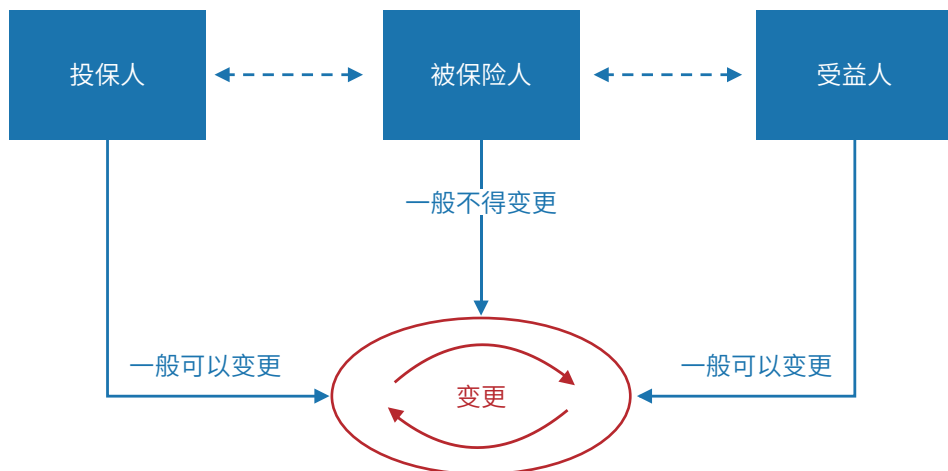 投保人
被保险人
受益人
一般不得变更
一般可以变更
一般可以变更
变更